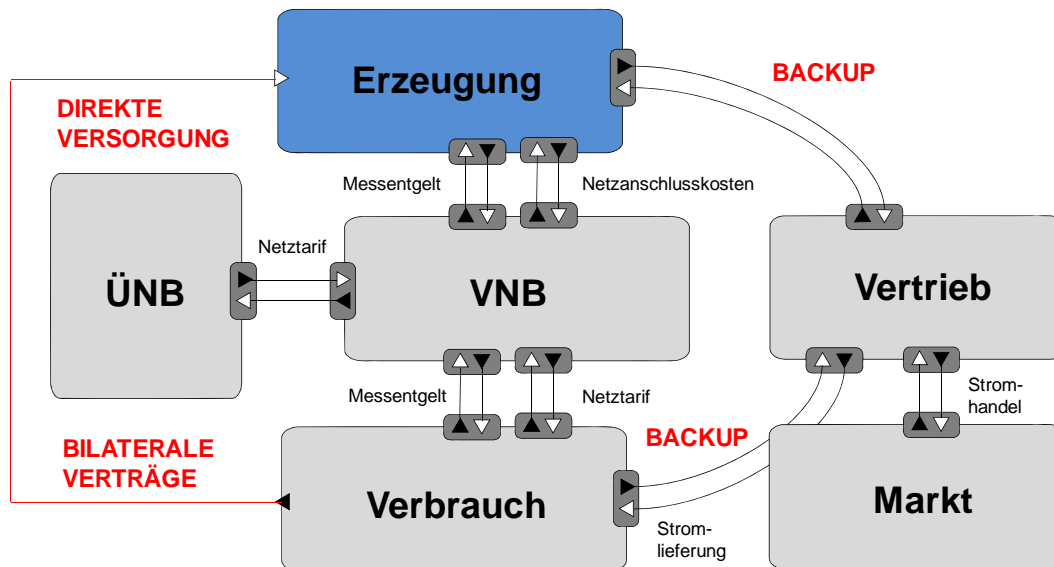 Erzeugung
BACKUP
DIREKTE
VERSORGUNG
Messentgelt
Netzanschlusskosten
Netztarif
ÜNB
VNB
Vertrieb
Messentgelt
Netztarif
Strom-
handel
BILATERALE
VERTRÄGE
BACKUP
Verbrauch
Markt
Strom-
lieferung